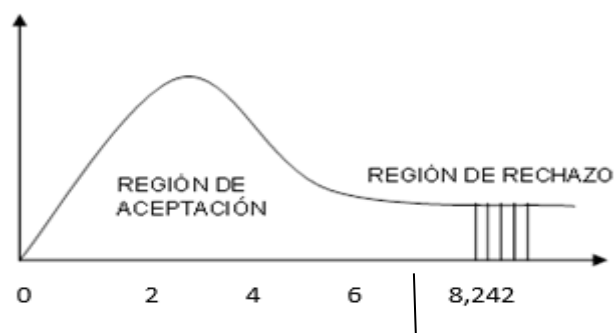 REGIÓN DE RECHAZO
REGIÓN DE
ACEPTACIÓN
0 2 4 6 8,242